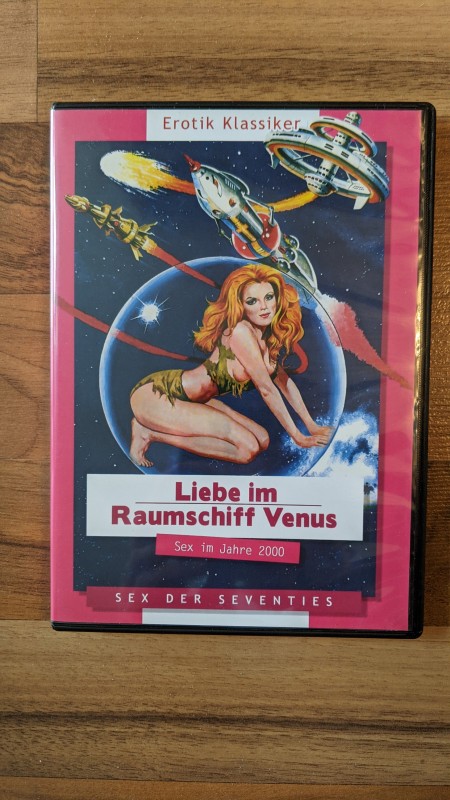 Erotik Klassiker
Liebe im
Raumschiff Venus
Sex im Jahre 2000
SEX DER SEVENTIES